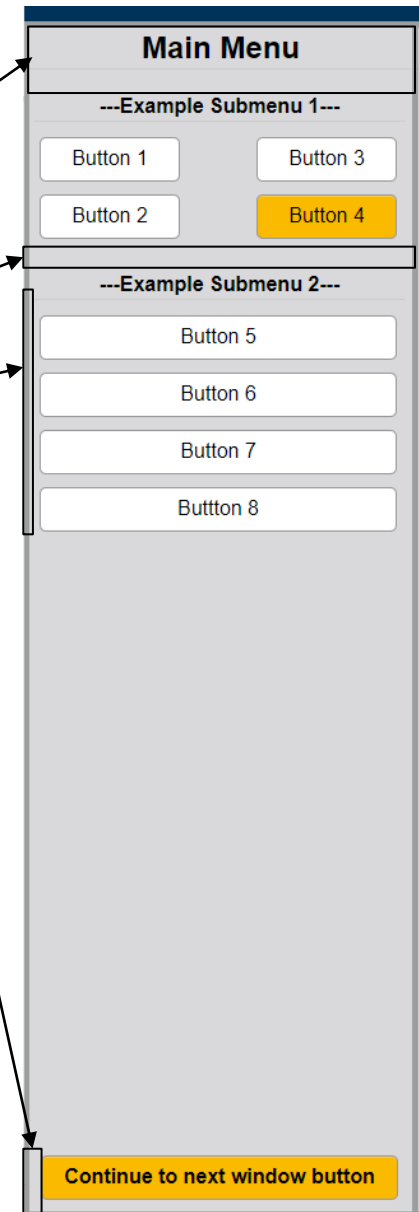 Main Menu
---Example Submenu 1---
Button 1 Button 3
Button 2 Button 4
---Example Submenu 2---
Button 5
Button 6
Button 7
Buttton 8
Continue to next window button